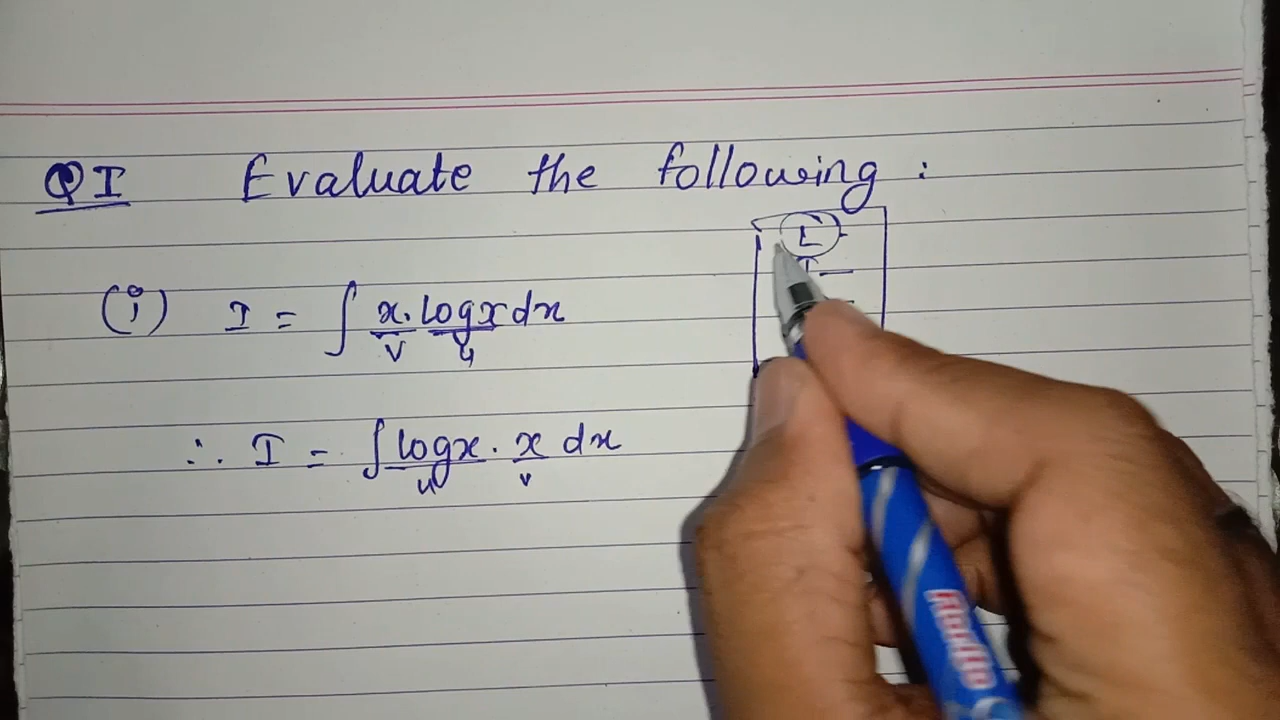 QI Evaluate the following :
L
I
(i) I = ∫ x. logx dx
v u
∴ I = ∫ logx . x dx
u v